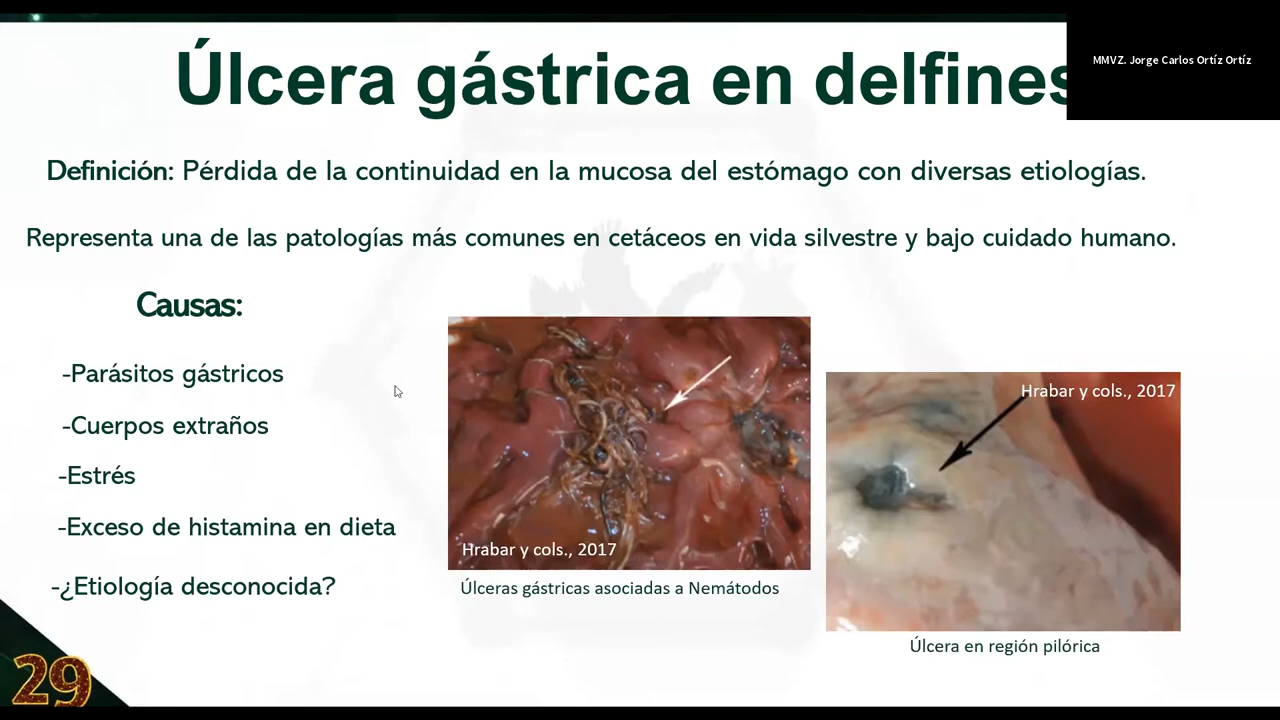 Úlcera gástrica en delfines
MMVZ. Jorge Carlos Ortíz Ortíz
Definición: Pérdida de la continuidad en la mucosa del estómago con diversas etiologías.
Representa una de las patologías más comunes en cetáceos en vida silvestre y bajo cuidado humano.
Causas:
-Parásitos gástricos
-Cuerpos extraños
-Estrés
-Exceso de histamina en dieta
-¿Etiología desconocida?
Hrabar y cols., 2017
Úlceras gástricas asociadas a Nemátodos
Hrabar y cols., 2017
Úlcera en región pilórica
29